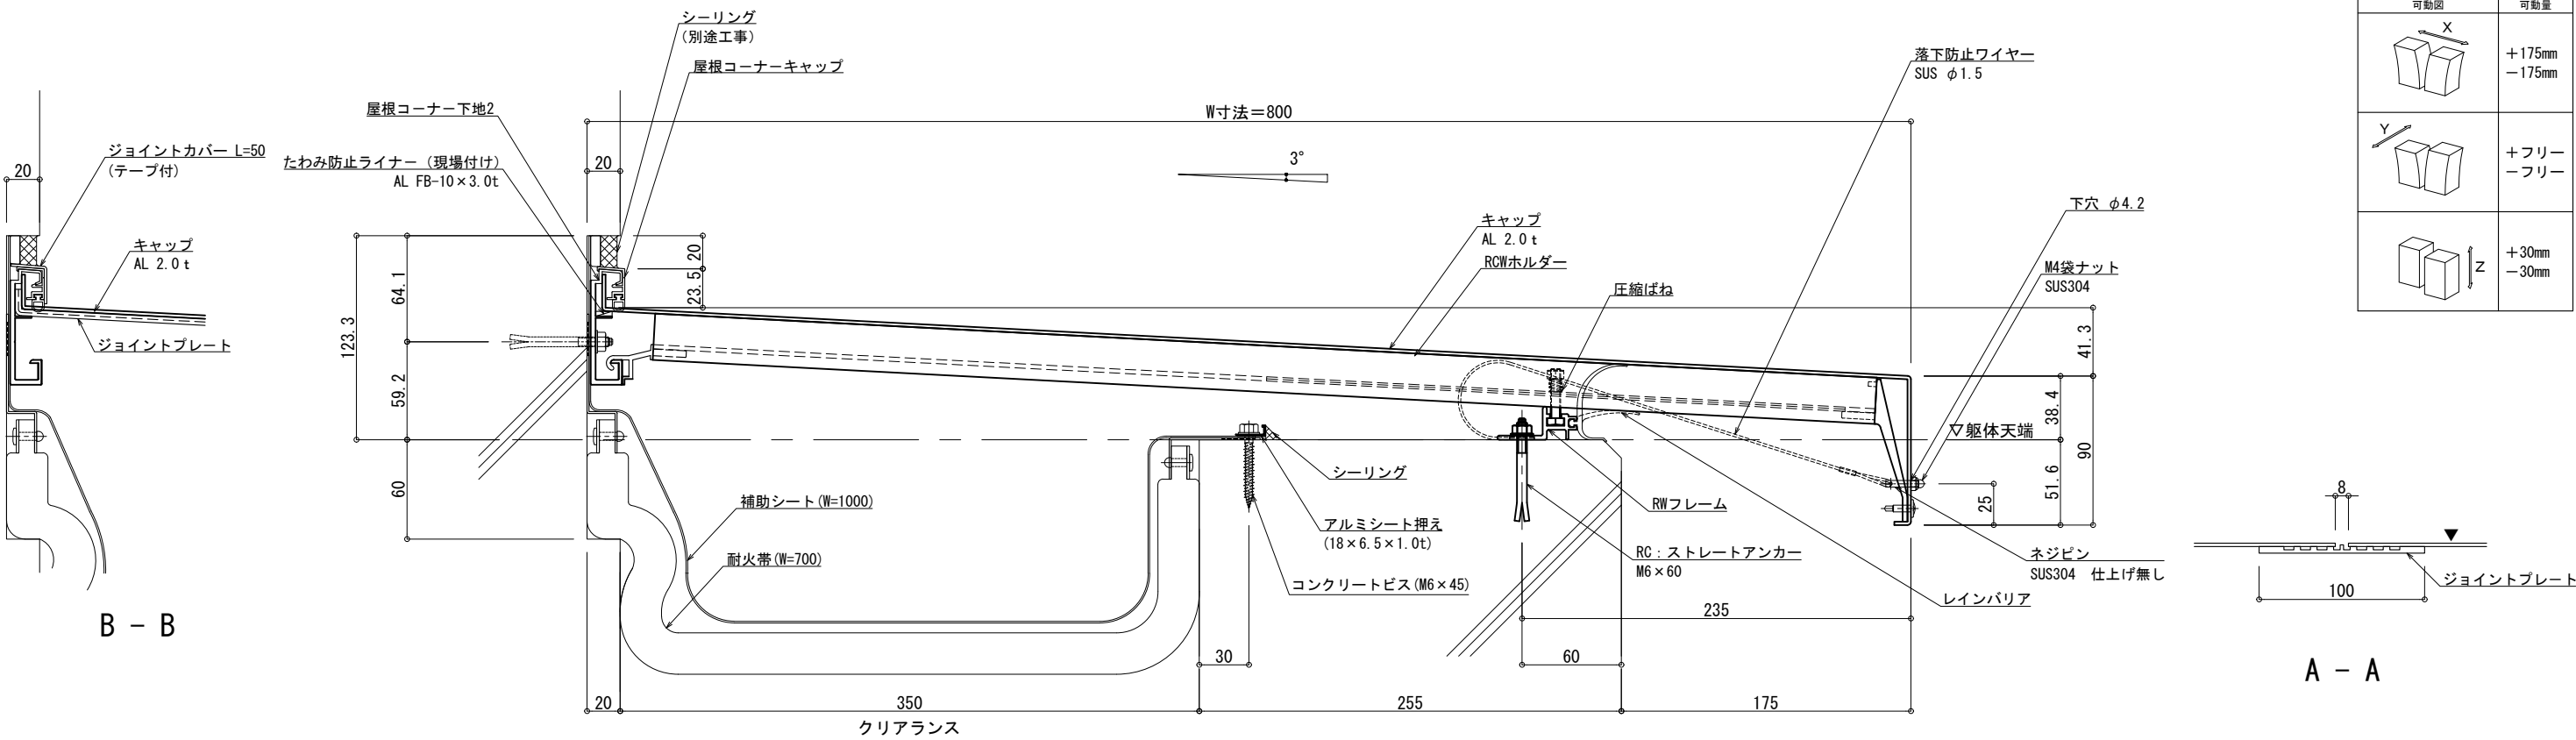 シーリング
(別途工事)
屋根コーナーキャップ
屋根コーナー下地2
たわみ防止ライナー（現場付け）
AL FB-10×3.0t
ジョイントカバー L=50
(テープ付)
20
キャップ
AL 2.0t
ジョイントプレート
B － B
W寸法＝800
20
3°
落下防止ワイヤー
SUS φ1.5
キャップ
AL 2.0t
RCWホルダー
圧縮ばね
下穴 φ4.2
M4袋ナット
SUS304
20
23.5
64.1
123.3
59.2
60
41.3
38.4
90
51.6
25
▽躯体天端
シーリング
補助シート(W=1000)
アルミシート押え
(18×6.5×1.0t)
RWフレーム
耐火帯(W=700)
コンクリートビス(M6×45)
RC：ストレートアンカー
M6×60
レインバリア
ネジピン
SUS304 仕上げ無し
235
30
60
20
350
255
175
クリアランス
8
ジョイントプレート
100
A － A
可動図
可動量
X
＋175mm
－175mm
Y
＋フリー
－フリー
Z
＋30mm
－30mm